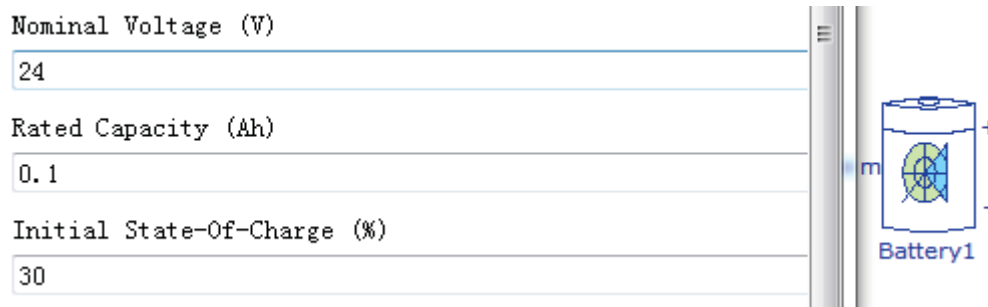 Nominal Voltage (V)
24
Rated Capacity (Ah)
0.1
Initial State-Of-Charge (%)
30
m
+
-
Battery1